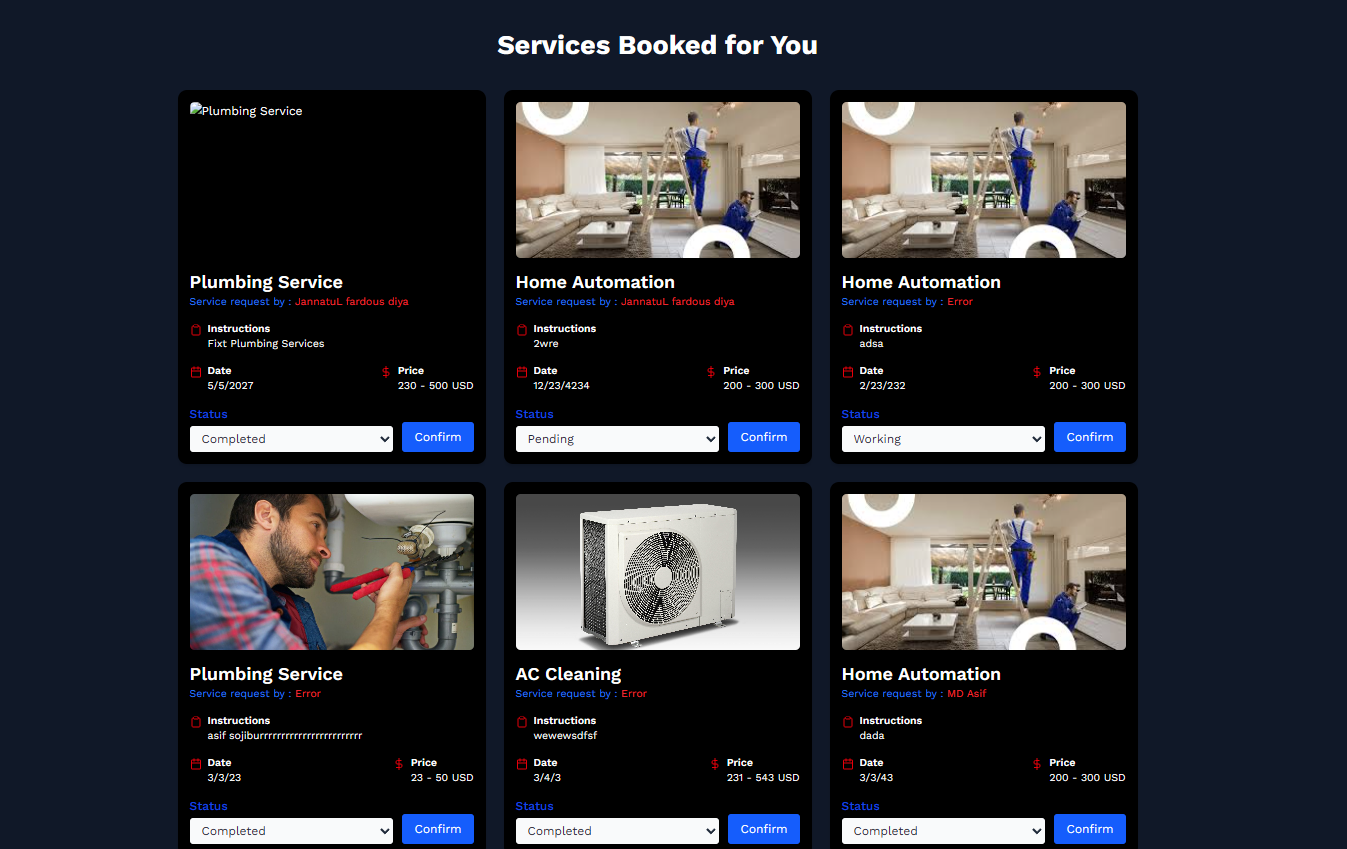 Services Booked for You
Plumbing Service
Plumbing Service
Service request by : JannatuL fardous diya
Instructions
Fixt Plumbing Services
Date
5/5/2027
Price
230 - 500 USD
Status
Completed
Confirm
Home Automation
Service request by : JannatuL fardous diya
Instructions
2wre
Date
12/23/4234
Price
200 - 300 USD
Status
Pending
Confirm
Home Automation
Service request by : Error
Instructions
adsa
Date
2/23/232
Price
200 - 300 USD
Status
Working
Confirm
Plumbing Service
Service request by : Error
Instructions
asif sojiburrrrrrrrrrrrrrrrrrrrrrrr
Date
3/3/23
Price
23 - 50 USD
Status
Completed
Confirm
AC Cleaning
Service request by : Error
Instructions
wewewsdfsf
Date
3/4/3
Price
231 - 543 USD
Status
Completed
Confirm
Home Automation
Service request by : MD Asif
Instructions
dada
Date
3/3/43
Price
200 - 300 USD
Status
Completed
Confirm